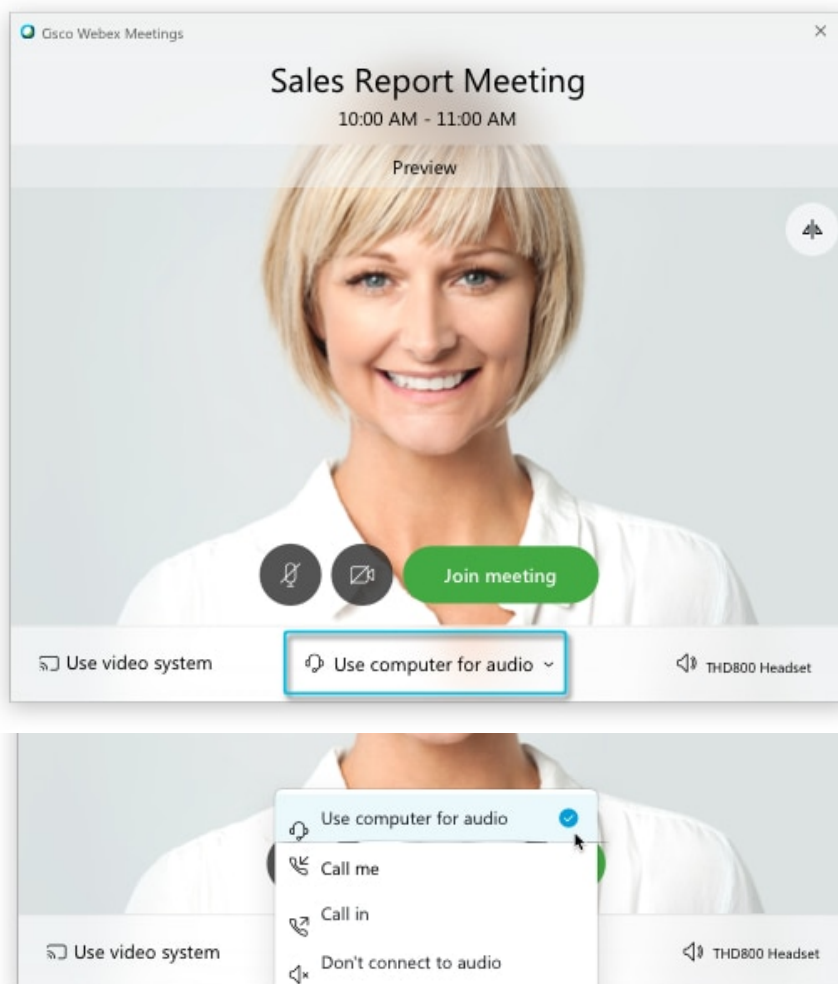 Cisco Webex Meetings
Sales Report Meeting
10:00 AM - 11:00 AM
Preview
Join meeting
Use video system
Use computer for audio
THD800 Headset
Use computer for audio
Call me
Call in
Use video system
THD800 Headset
Don't connect to audio